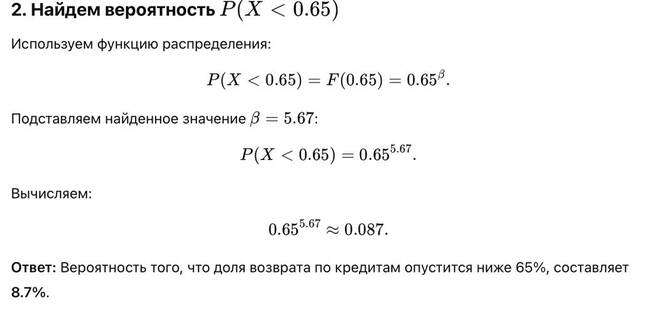 2. Найдем вероятность P(X < 0.65)
Используем функцию распределения:
P(X < 0.65) = F(0.65) = 0.65^β.
Подставляем найденное значение β = 5.67:
P(X < 0.65) = 0.65^5.67.
Вычисляем:
0.65^5.67 ≈ 0.087.
Ответ: Вероятность того, что доля возврата по кредитам опустится ниже 65%, составляет
8.7%.